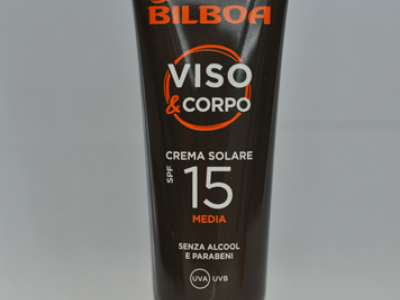 BILBOA
VISO
& CORPO
CREMA SOLARE
SPF 15
MEDIA
SENZA ALCOOL
E PARABENI
UVA UVB